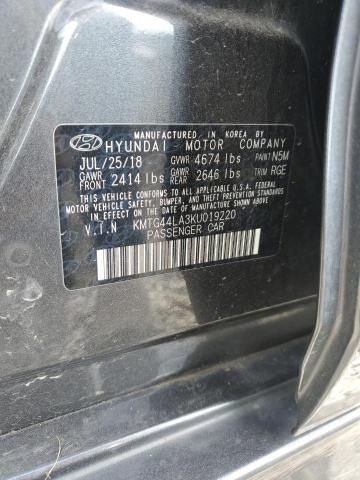 MANUFACTURED IN KOREA BY
HYUNDAI MOTOR COMPANY
JUL/25/18 GVWR 4674 lbs PAINT N5M
GAWR FRONT 2414 lbs GAWR REAR 2646 lbs TRIM RGE
THIS VEHICLE CONFORMS TO ALL APPLICABLE U.S.A. FEDERAL
MOTOR VEHICLE SAFETY, BUMPER, AND THEFT PREVENTION
STANDARDS IN EFFECT ON THE DATE OF MANUFACTURE SHOWN ABOVE.
V.I.N KMTG44LA3KU019220
PASSENGER CAR